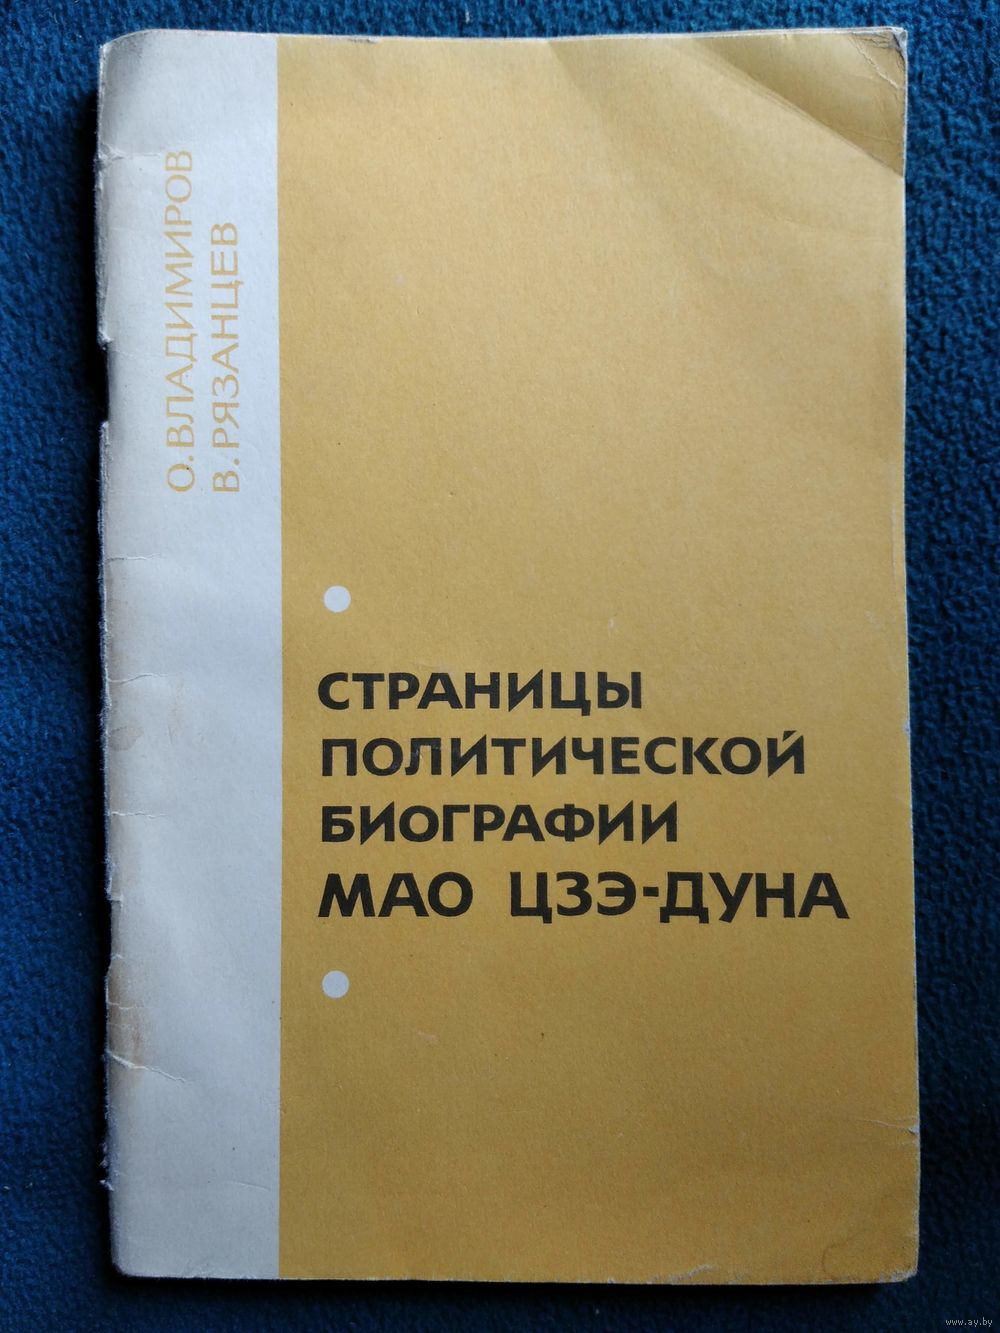 О. ВЛАДИМИРОВ
В. РЯЗАНЦЕВ
СТРАНИЦЫ
ПОЛИТИЧЕСКОЙ
БИОГРАФИИ
МАО ЦЗЭ-ДУНА
www.ay.by